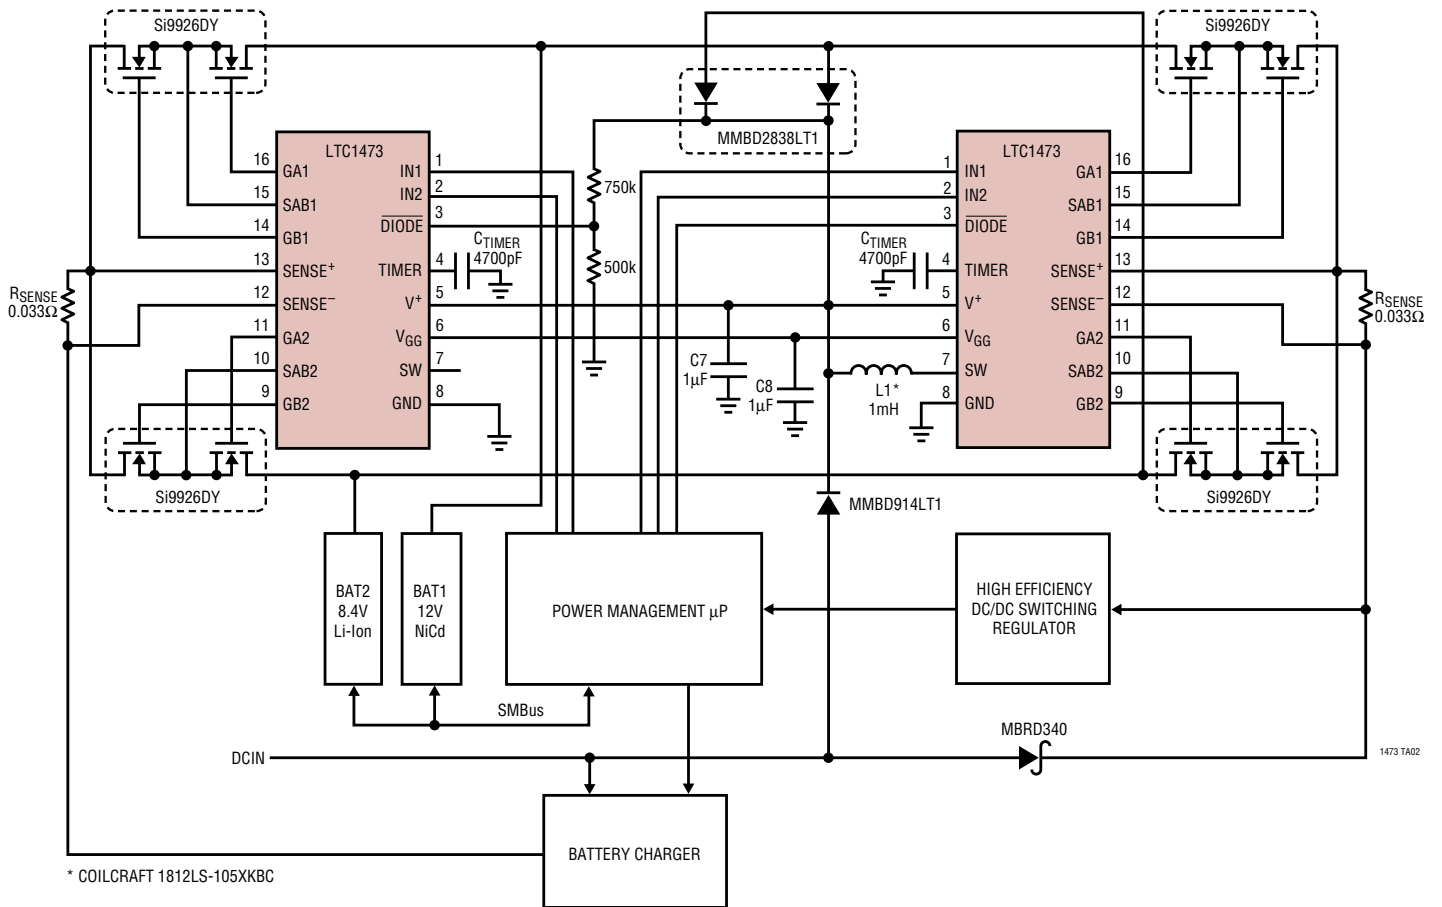 Si9926DY
Si9926DY
MMBD2838LT1
LTC1473
16 GA1
15 SAB1
14 GB1
13 SENSE+
12 SENSE−
11 GA2
10 SAB2
9 GB2
IN1 1
IN2 2
DIODE 3
TIMER 4
V+ 5
VGG 6
SW 7
GND 8
RSENSE
0.033Ω
CTIMER
4700pF
750k
500k
C7
1µF
C8
1µF
L1*
1mH
CTIMER
4700pF
LTC1473
1 IN1
2 IN2
3 DIODE
4 TIMER
5 V+
6 VGG
7 SW
8 GND
GA1 16
SAB1 15
GB1 14
SENSE+ 13
SENSE− 12
GA2 11
SAB2 10
GB2 9
RSENSE
0.033Ω
Si9926DY
Si9926DY
MMBD914LT1
BAT2
8.4V
Li-Ion
BAT1
12V
NiCd
POWER MANAGEMENT µP
HIGH EFFICIENCY
DC/DC SWITCHING
REGULATOR
SMBus
DCIN
MBRD340
1473 TA02
BATTERY CHARGER
* COILCRAFT 1812LS-105XKBC